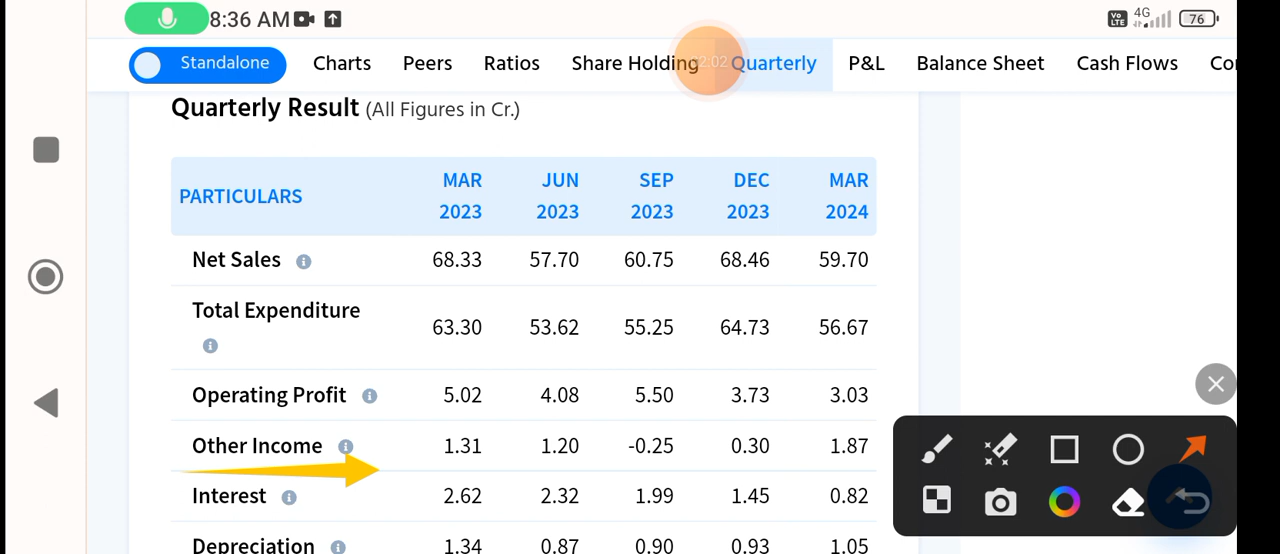 8:36 AM
Vo LTE 4G 76
Standalone Charts Peers Ratios Share Holding Quarterly P&L Balance Sheet Cash Flows
02:02
Quarterly Result (All Figures in Cr.)
PARTICULARS MAR 2023 JUN 2023 SEP 2023 DEC 2023 MAR 2024
Net Sales 68.33 57.70 60.75 68.46 59.70
Total Expenditure 63.30 53.62 55.25 64.73 56.67
Operating Profit 5.02 4.08 5.50 3.73 3.03
Other Income 1.31 1.20 -0.25 0.30 1.87
Interest 2.62 2.32 1.99 1.45 0.82
Depreciation 1.34 0.87 0.90 0.93 1.05